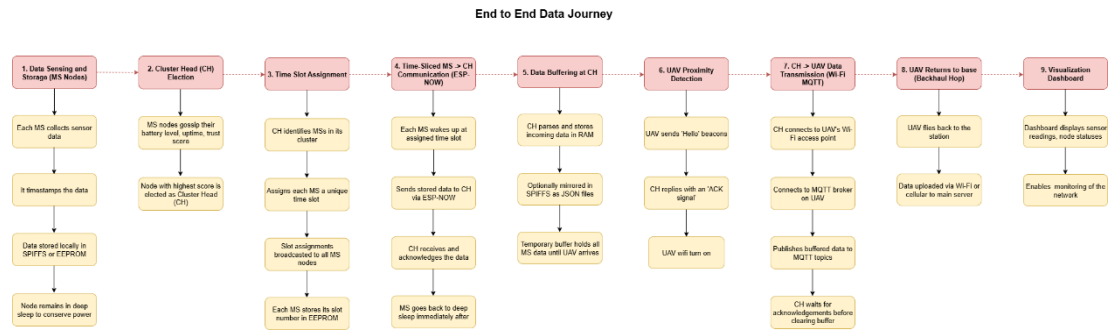 End to End Data Journey
1. Data Sensing and
Storage (MS Nodes)
Each MS collects sensor
data
It timestamps the data
Data stored locally in
SPIFFS or EEPROM
Node remains in deep
sleep to conserve power
2. Cluster Head (CH)
Election
MS nodes gossip their
battery level, uptime, trust
score
Node with highest score is
elected as Cluster Head
(CH)
3. Time Slot Assignment
CH identifies MSs in its
cluster
Assigns each MS a unique
time slot
Slot assignments
broadcasted to all MS
nodes
Each MS stores its slot
number in EEPROM
4. Time-Sliced MS -> CH
Communication (ESP-
NOW)
Each MS wakes up at
assigned time slot
Sends stored data to CH
via ESP-NOW
CH receives and
acknowledges the data
MS goes back to deep
sleep immediately after
5. Data Buffering at CH
CH parses and stores
incoming data in RAM
Optionally mirrored in
SPIFFS as JSON files
Temporary buffer holds all
MS data until UAV arrives
6. UAV Proximity
Detection
UAV sends 'Hello' beacons
CH replies with an 'ACK
signal'
UAV wifi turn on
7. CH -> UAV Data
Transmission (Wi-Fi
MQTT)
CH connects to UAV's Wi-
Fi access point
Connects to MQTT broker
on UAV
Publishes buffered data to
MQTT topics
CH waits for
acknowledgements before
clearing buffer
8. UAV Returns to base
(Backhaul Hop)
UAV flies back to the
station
Data uploaded via Wi-Fi or
cellular to main server
9. Visualization
Dashboard
Dashboard displays sensor
readings, node statuses
Enables monitoring of the
network